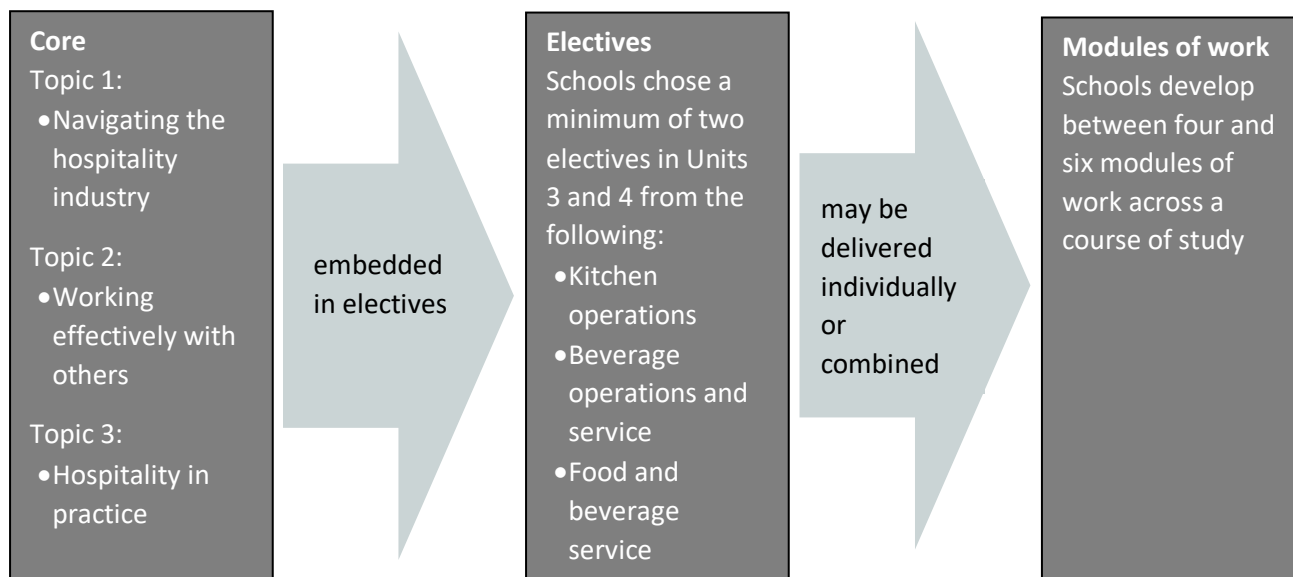 Core
Topic 1:
•Navigating the
hospitality
industry
Topic 2:
•Working
effectively with
others
Topic 3:
•Hospitality in
practice
embedded
in electives
Electives
Schools chose a
minimum of two
electives in Units
3 and 4 from the
following:
•Kitchen
operations
•Beverage
operations and
service
•Food and
beverage
service
may be
delivered
individually
or
combined
Modules of work
Schools develop
between four and
six modules of
work across a
course of study